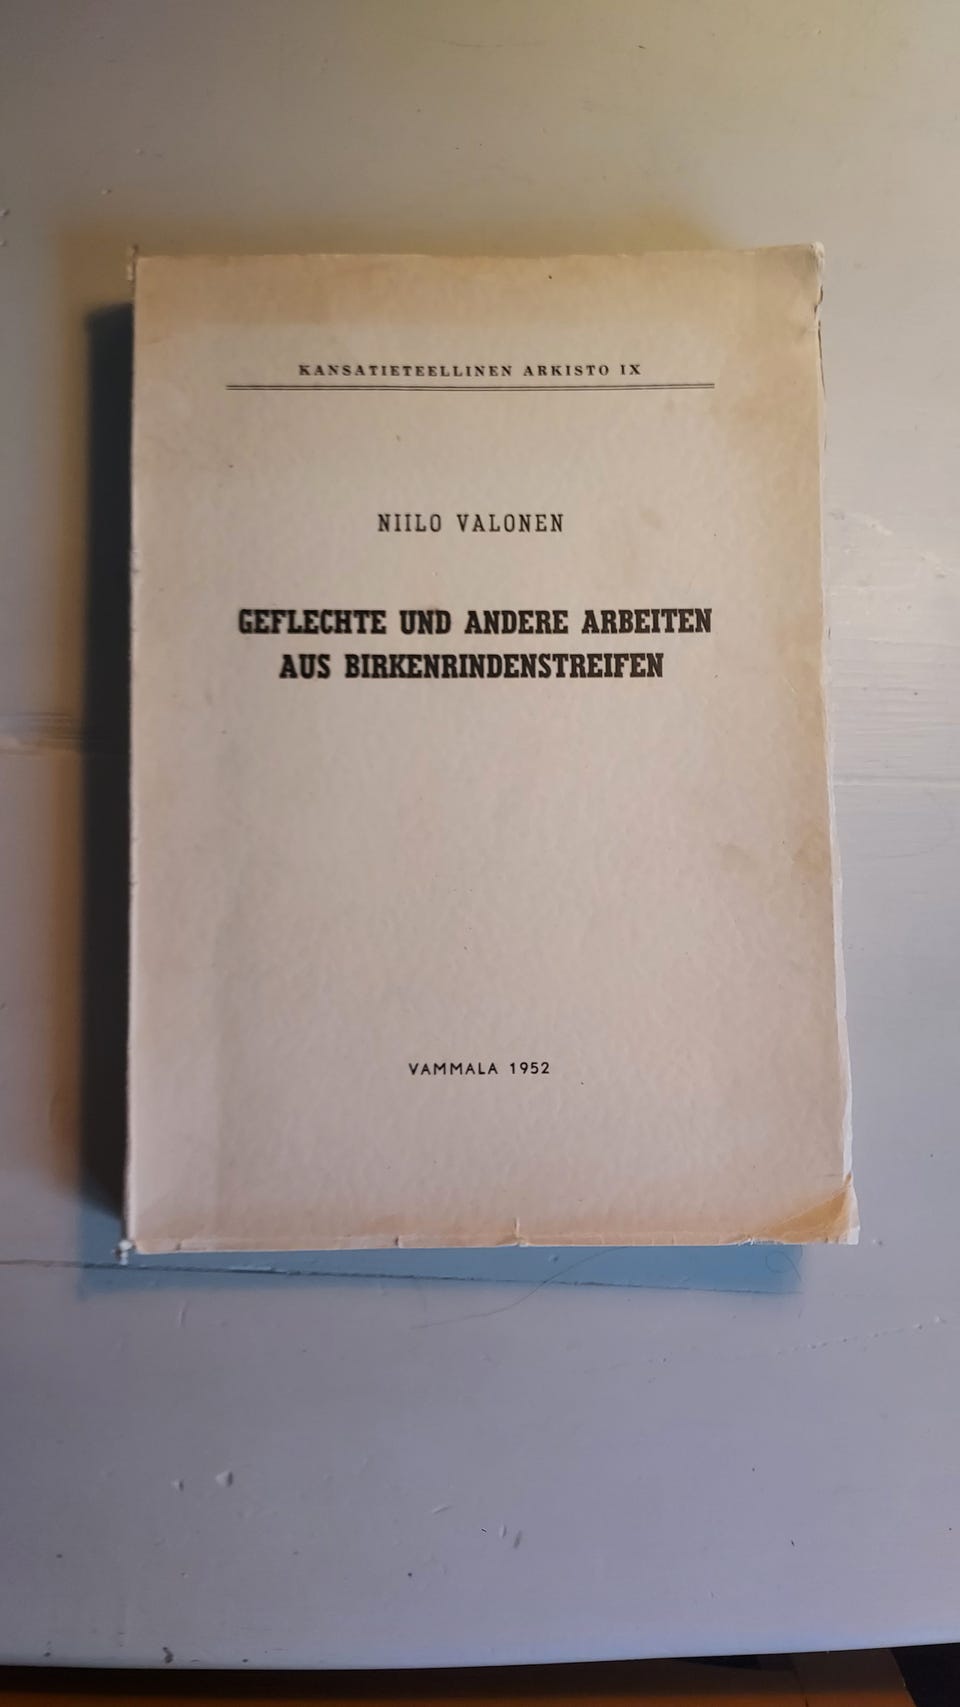 KANSATIETEELLINEN ARKISTO IX
NIILO VALONEN
GEFLECHTE UND ANDERE ARBEITEN
AUS BIRKENRINDENSTREIFEN
VAMMALA 1952